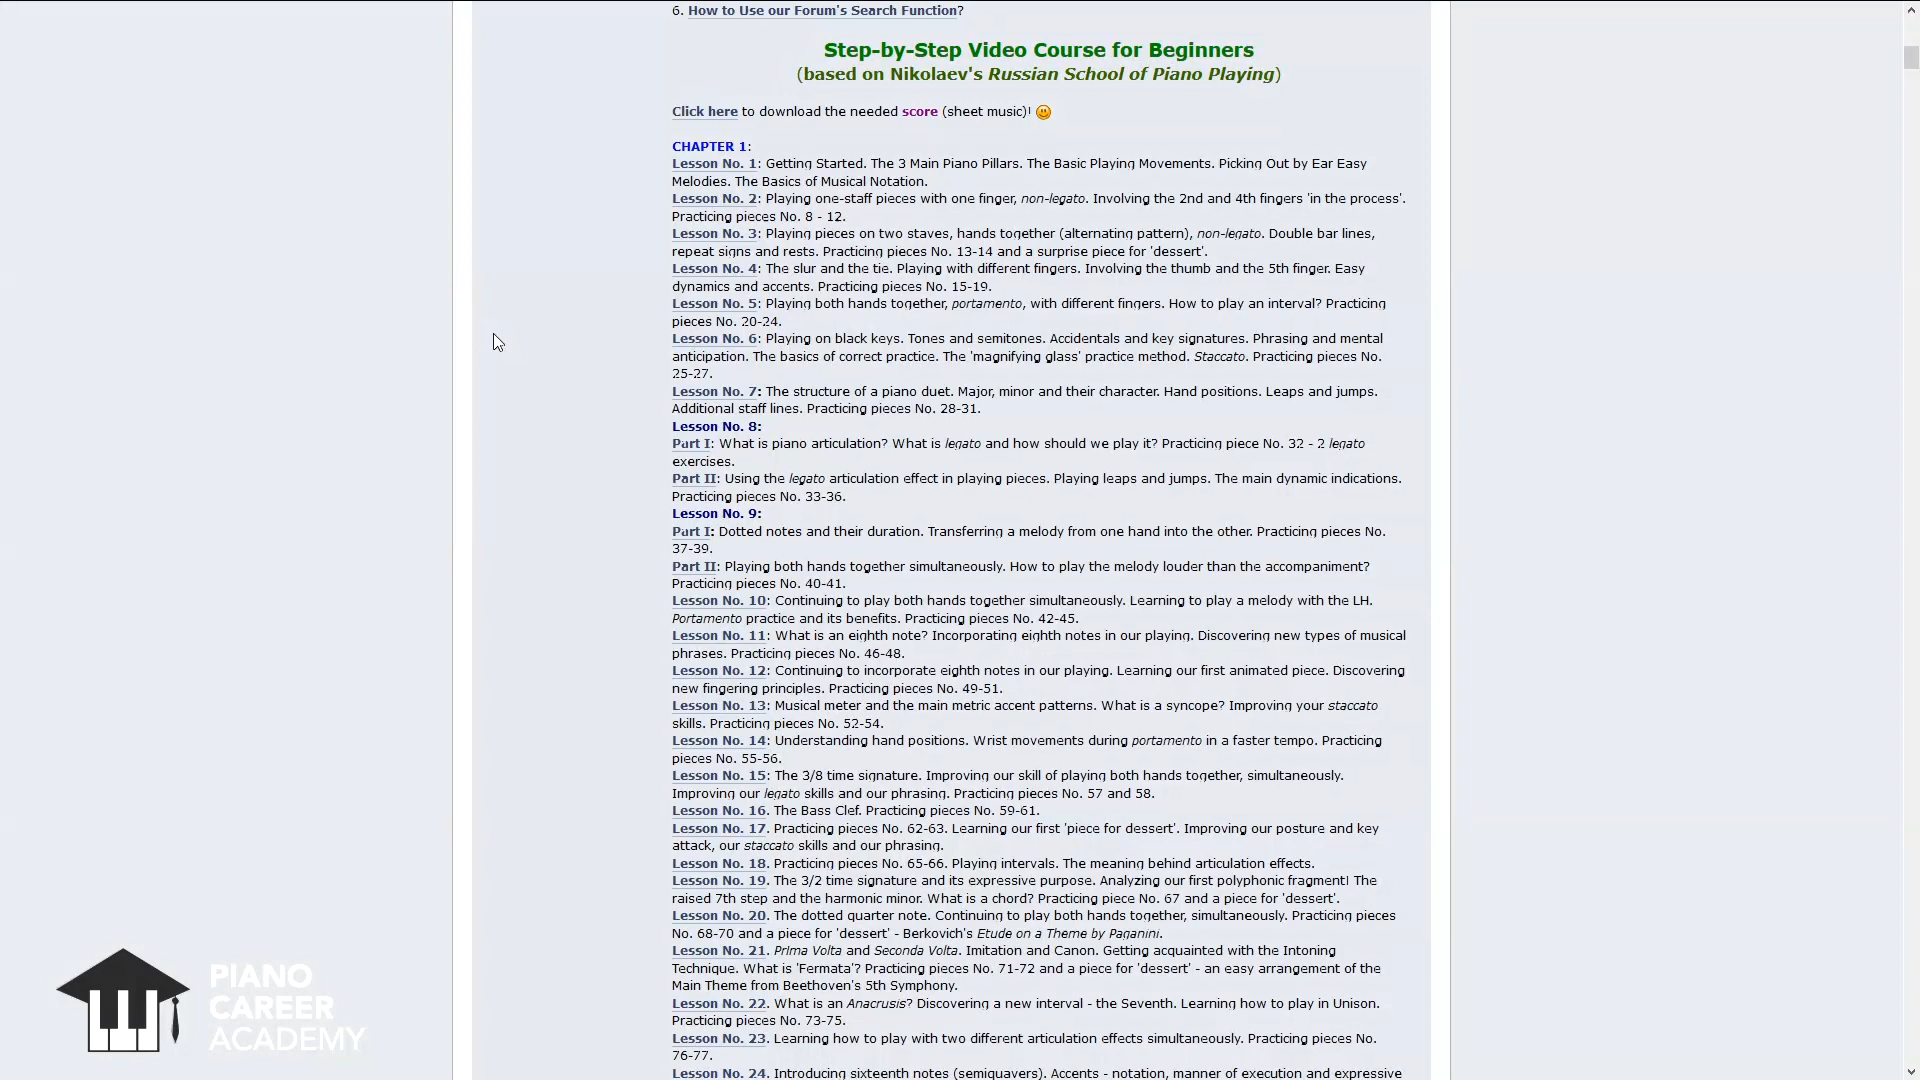 6. How to Use our Forum's Search Function?
Step-by-Step Video Course for Beginners
(based on Nikolaev's Russian School of Piano Playing)
Click here to download the needed score (sheet music)!
CHAPTER 1:
Lesson No. 1: Getting Started. The 3 Main Piano Pillars. The Basic Playing Movements. Picking Out by Ear Easy
Melodies. The Basics of Musical Notation.
Lesson No. 2: Playing one-staff pieces with one finger, non-legato. Involving the 2nd and 4th fingers 'in the process'.
Practicing pieces No. 8 - 12.
Lesson No. 3: Playing pieces on two staves, hands together (alternating pattern), non-legato. Double bar lines,
repeat signs and rests. Practicing pieces No. 13-14 and a surprise piece for 'dessert'.
Lesson No. 4: The slur and the tie. Playing with different fingers. Involving the thumb and the 5th finger. Easy
dynamics and accents. Practicing pieces No. 15-19.
Lesson No. 5: Playing both hands together, portamento, with different fingers. How to play an interval? Practicing
pieces No. 20-24.
Lesson No. 6: Playing on black keys. Tones and semitones. Accidentals and key signatures. Phrasing and mental
anticipation. The basics of correct practice. The 'magnifying glass' practice method. Staccato. Practicing pieces No.
25-27.
Lesson No. 7: The structure of a piano duet. Major, minor and their character. Hand positions. Leaps and jumps.
Additional staff lines. Practicing pieces No. 28-31.
Lesson No. 8:
Part I: What is piano articulation? What is legato and how should we play it? Practicing piece No. 32 - 2 legato
exercises.
Part II: Using the legato articulation effect in playing pieces. Playing leaps and jumps. The main dynamic indications.
Practicing pieces No. 33-36.
Lesson No. 9:
Part I: Dotted notes and their duration. Transferring a melody from one hand into the other. Practicing pieces No.
37-39.
Part II: Playing both hands together simultaneously. How to play the melody louder than the accompaniment?
Practicing pieces No. 40-41.
Lesson No. 10: Continuing to play both hands together simultaneously. Learning to play a melody with the LH.
Portamento practice and its benefits. Practicing pieces No. 42-45.
Lesson No. 11: What is an eighth note? Incorporating eighth notes in our playing. Discovering new types of musical
phrases. Practicing pieces No. 46-48.
Lesson No. 12: Continuing to incorporate eighth notes in our playing. Learning our first animated piece. Discovering
new fingering principles. Practicing pieces No. 49-51.
Lesson No. 13: Musical meter and the main metric accent patterns. What is a syncope? Improving your staccato
skills. Practicing pieces No. 52-54.
Lesson No. 14: Understanding hand positions. Wrist movements during portamento in a faster tempo. Practicing
pieces No. 55-56.
Lesson No. 15: The 3/8 time signature. Improving our skill of playing both hands together, simultaneously.
Improving our legato skills and our phrasing. Practicing pieces No. 57 and 58.
Lesson No. 16. The Bass Clef. Practicing pieces No. 59-61.
Lesson No. 17. Practicing pieces No. 62-63. Learning our first 'piece for dessert'. Improving our posture and key
attack, our staccato skills and our phrasing.
Lesson No. 18. Practicing pieces No. 65-66. Playing intervals. The meaning behind articulation effects.
Lesson No. 19. The 3/2 time signature and its expressive purpose. Analyzing our first polyphonic fragment! The
raised 7th step and the harmonic minor. What is a chord? Practicing piece No. 67 and a piece for 'dessert'.
Lesson No. 20. The dotted quarter note. Continuing to play both hands together, simultaneously. Practicing pieces
No. 68-70 and a piece for 'dessert' - Berkovich's Etude on a Theme by Paganini.
Lesson No. 21. Prima Volta and Seconda Volta. Imitation and Canon. Getting acquainted with the Intoning
Technique. What is 'Fermata'? Practicing pieces No. 71-72 and a piece for 'dessert' - an easy arrangement of the
Main Theme from Beethoven's 5th Symphony.
Lesson No. 22. What is an Anacrusis? Discovering a new interval - the Seventh. Learning how to play in Unison.
Practicing pieces No. 73-75.
Lesson No. 23. Learning how to play with two different articulation effects simultaneously. Practicing pieces No.
76-77.
Lesson No. 24. Introducing sixteenth notes (semiquavers). Accents - notation, manner of execution and expressive
PIANO
CAREER
ACADEMY